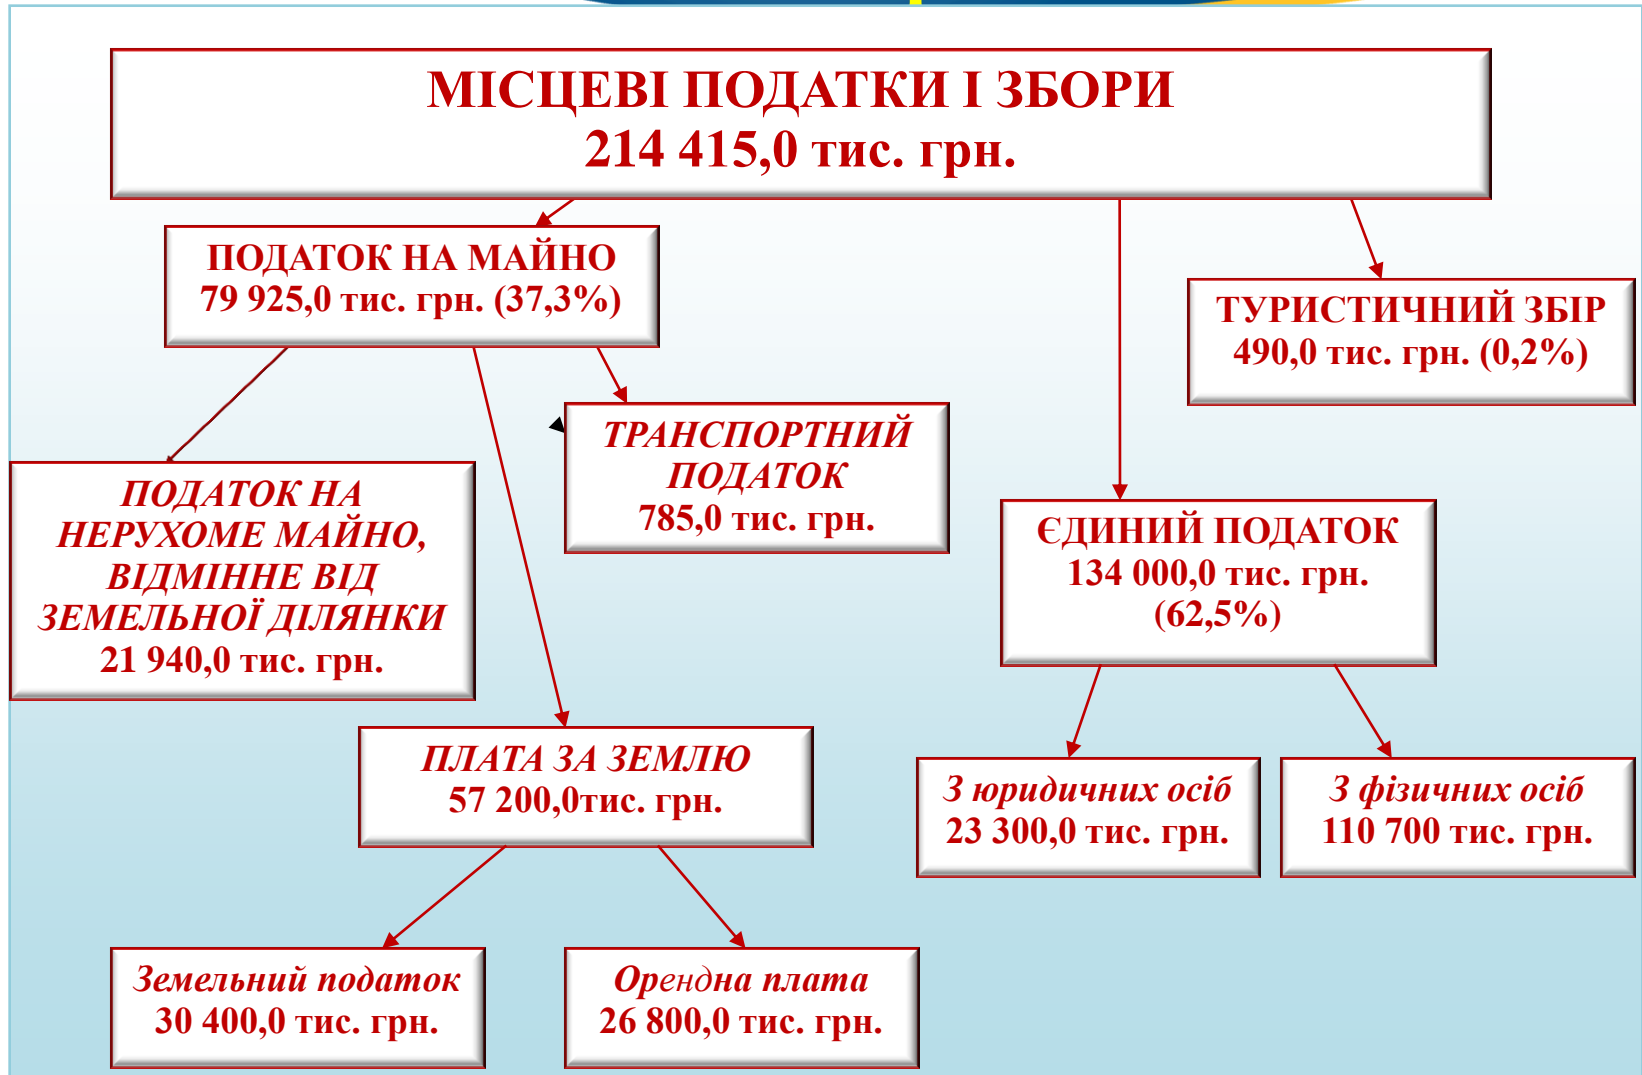 МІСЦЕВІ ПОДАТКИ І ЗБОРИ
214 415,0 тис. грн.
ПОДАТОК НА МАЙНО
79 925,0 тис. грн. (37,3%)
ТУРИСТИЧНИЙ ЗБІР
490,0 тис. грн. (0,2%)
ТРАНСПОРТНИЙ
ПОДАТОК
785,0 тис. грн.
ПОДАТОК НА
НЕРУХОМЕ МАЙНО,
ВІДМІННЕ ВІД
ЗЕМЕЛЬНОЇ ДІЛЯНКИ
21 940,0 тис. грн.
ЄДИНИЙ ПОДАТОК
134 000,0 тис. грн.
(62,5%)
ПЛАТА ЗА ЗЕМЛЮ
57 200,0тис. грн.
З юридичних осіб
23 300,0 тис. грн.
З фізичних осіб
110 700 тис. грн.
Земельний податок
30 400,0 тис. грн.
Орендна плата
26 800,0 тис. грн.